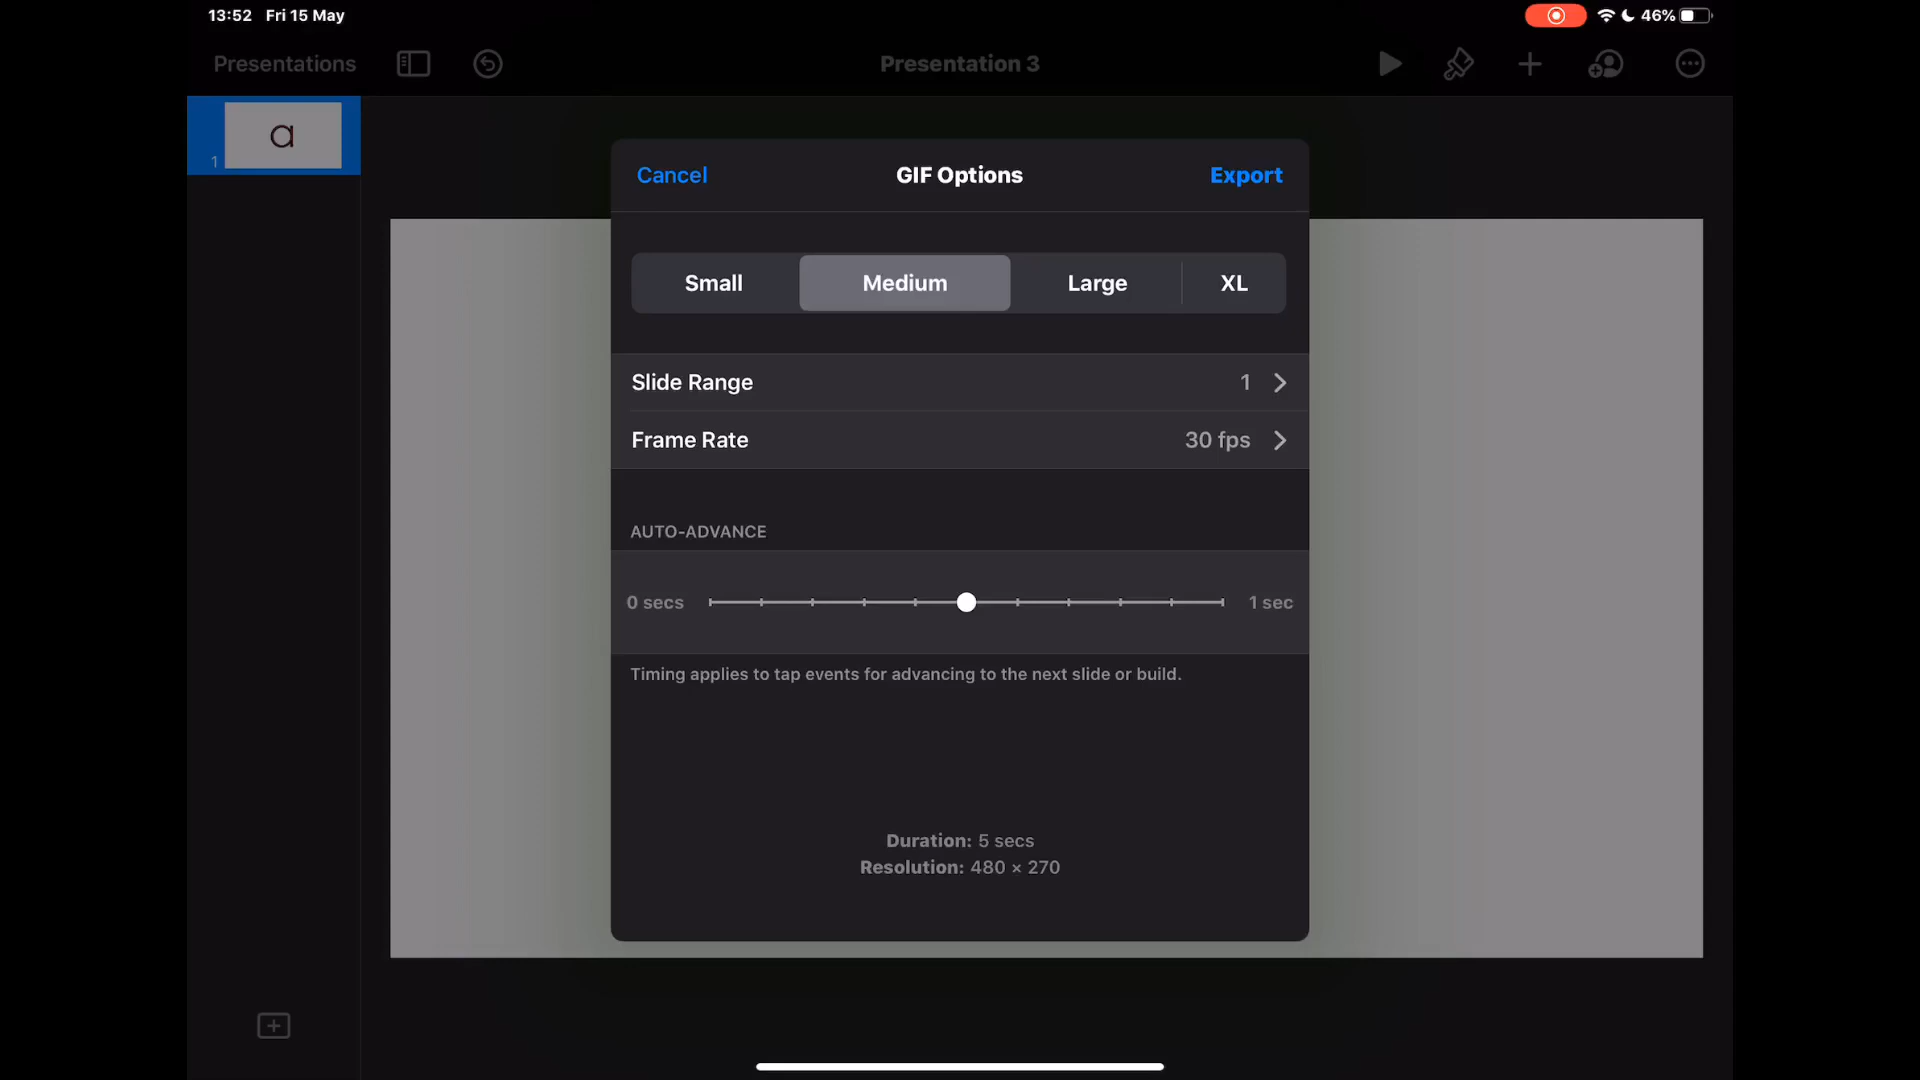 13:52 Fri 15 May 46%
Presentations Presentation 3
a
1
Cancel GIF Options Export
Small Medium Large XL
Slide Range 1
Frame Rate 30 fps
AUTO-ADVANCE
0 secs 1 sec
Timing applies to tap events for advancing to the next slide or build.
Duration: 5 secs
Resolution: 480 × 270